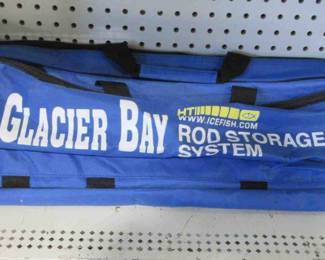 GLACIER BAY
HT
WWW.ICEFISH.COM
ROD STORAGE
SYSTEM